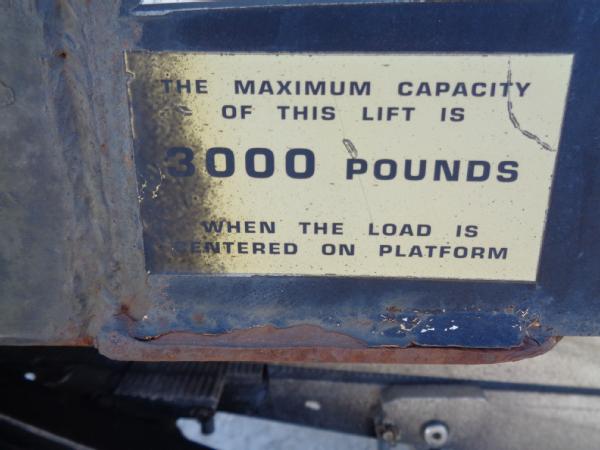 THE MAXIMUM CAPACITY
OF THIS LIFT IS
3000 POUNDS
WHEN THE LOAD IS
CENTERED ON PLATFORM